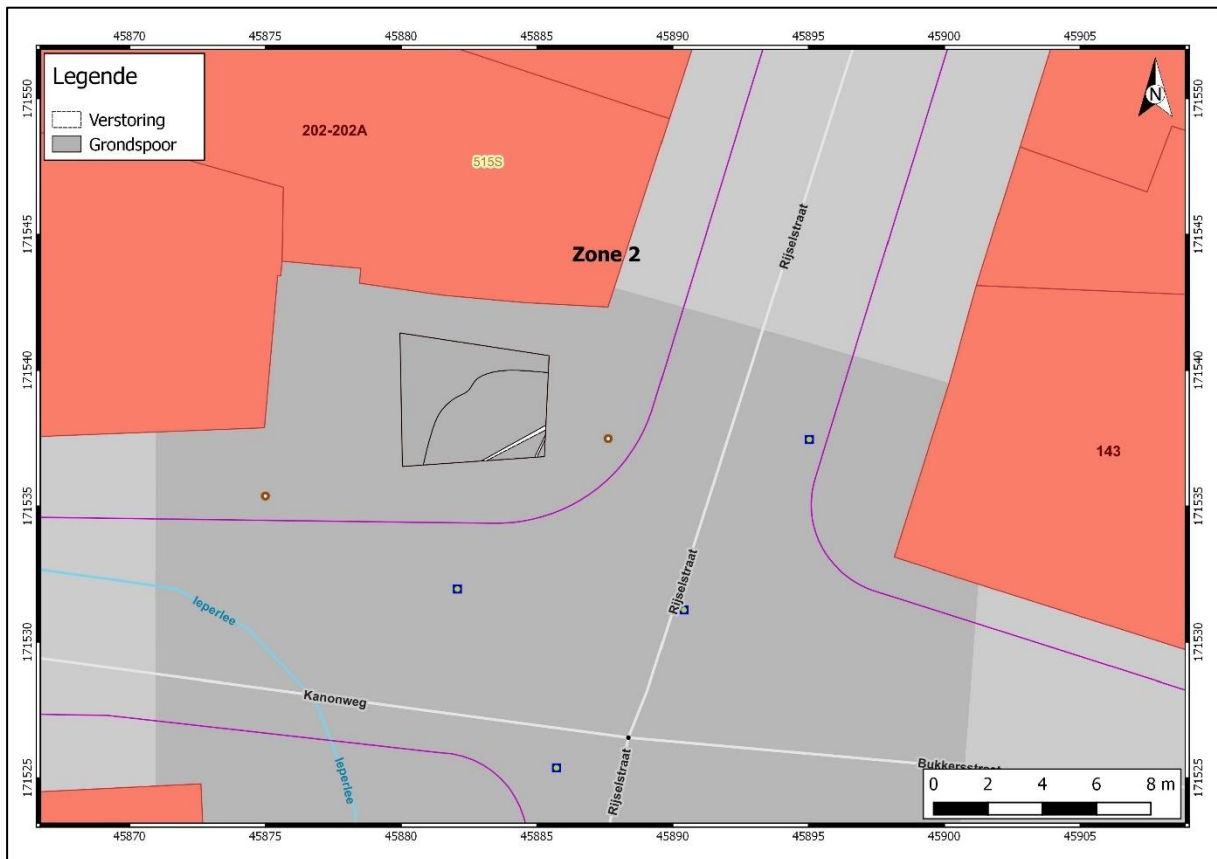 45870 45875 45880 45885 45890 45895 45900 45905
Legende
Verstoring
Grondspoor
N
171550 171550
202-202A
515S
171545 171545
Zone 2
Rijselstraat
171540 171540
143
171535 171535
Rijselstraat
Ieperlee
171530 171530
Kanonweg
Ieperlee
Rijselstraat
Bukkersstraat
171525 171525
0 2 4 6 8 m
45870 45875 45880 45885 45890 45895 45900 45905